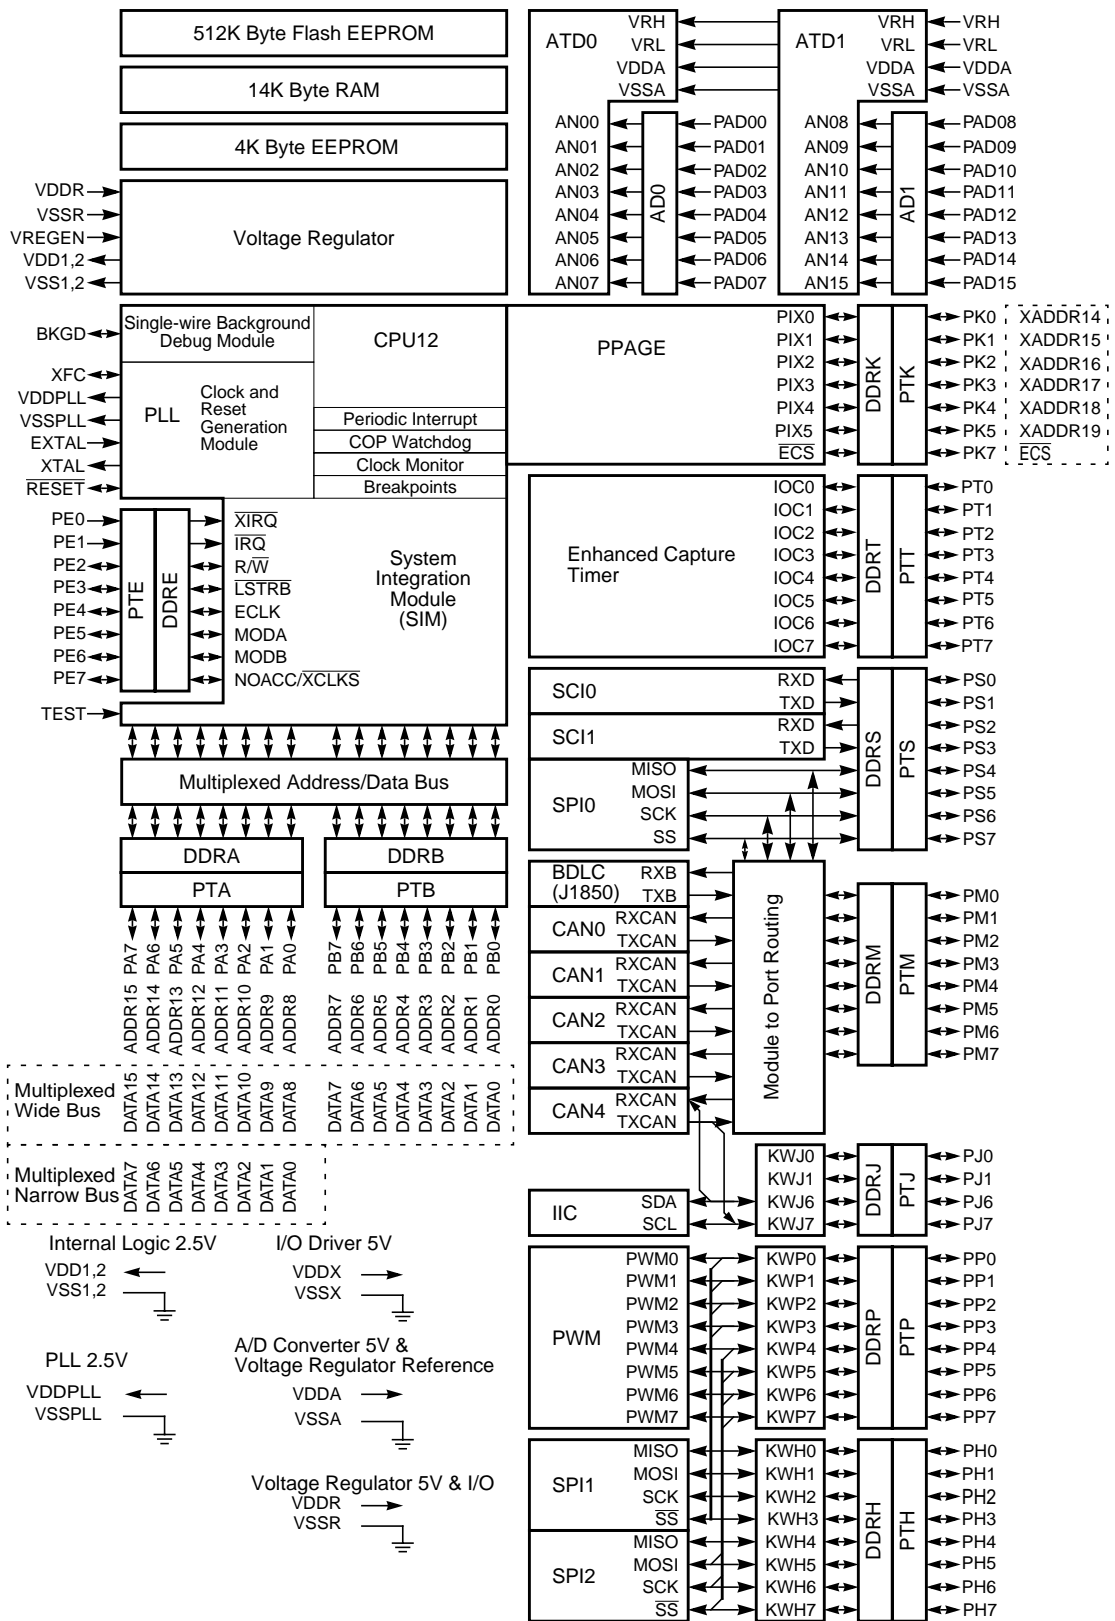 512K Byte Flash EEPROM
14K Byte RAM
4K Byte EEPROM
VDDR
VSSR
VREGEN
VDD1,2
VSS1,2
Voltage Regulator
ATD0
VRH
VRL
VDDA
VSSA
AN00
AN01
AN02
AN03
AN04
AN05
AN06
AN07
AD0
PAD00
PAD01
PAD02
PAD03
PAD04
PAD05
PAD06
PAD07
ATD1
VRH
VRL
VDDA
VSSA
VRH
VRL
VDDA
VSSA
AN08
AN09
AN10
AN11
AN12
AN13
AN14
AN15
AD1
PAD08
PAD09
PAD10
PAD11
PAD12
PAD13
PAD14
PAD15
BKGD
XFC
VDDPLL
VSSPLL
EXTAL
XTAL
RESET
Single-wire Background
Debug Module
CPU12
PLL
Clock and
Reset
Generation
Module
Periodic Interrupt
COP Watchdog
Clock Monitor
Breakpoints
PPAGE
PIX0
PIX1
PIX2
PIX3
PIX4
PIX5
ECS
DDRK
PTK
PK0
PK1
PK2
PK3
PK4
PK5
PK7
XADDR14
XADDR15
XADDR16
XADDR17
XADDR18
XADDR19
ECS
PE0
PE1
PE2
PE3
PE4
PE5
PE6
PE7
TEST
PTE
DDRE
XIRQ
IRQ
R/W
LSTRB
ECLK
MODA
MODB
NOACC/XCLKS
System
Integration
Module
(SIM)
Enhanced Capture
Timer
IOC0
IOC1
IOC2
IOC3
IOC4
IOC5
IOC6
IOC7
DDRT
PTT
PT0
PT1
PT2
PT3
PT4
PT5
PT6
PT7
SCI0
RXD
TXD
SCI1
RXD
TXD
SPI0
MISO
MOSI
SCK
SS
DDRS
PTS
PS0
PS1
PS2
PS3
PS4
PS5
PS6
PS7
Multiplexed Address/Data Bus
DDRA
PTA
DDRB
PTB
PA7
PA6
PA5
PA4
PA3
PA2
PA1
PA0
PB7
PB6
PB5
PB4
PB3
PB2
PB1
PB0
ADDR15
ADDR14
ADDR13
ADDR12
ADDR11
ADDR10
ADDR9
ADDR8
ADDR7
ADDR6
ADDR5
ADDR4
ADDR3
ADDR2
ADDR1
ADDR0
Multiplexed
Wide Bus
DATA15
DATA14
DATA13
DATA12
DATA11
DATA10
DATA9
DATA8
DATA7
DATA6
DATA5
DATA4
DATA3
DATA2
DATA1
DATA0
Multiplexed
Narrow Bus
DATA7
DATA6
DATA5
DATA4
DATA3
DATA2
DATA1
DATA0
BDLC
(J1850)
RXB
TXB
CAN0
RXCAN
TXCAN
CAN1
RXCAN
TXCAN
CAN2
RXCAN
TXCAN
CAN3
RXCAN
TXCAN
CAN4
RXCAN
TXCAN
Module to Port Routing
DDRM
PTM
PM0
PM1
PM2
PM3
PM4
PM5
PM6
PM7
IIC
SDA
SCL
KWJ0
KWJ1
KWJ6
KWJ7
DDRJ
PTJ
PJ0
PJ1
PJ6
PJ7
Internal Logic 2.5V
VDD1,2
VSS1,2
I/O Driver 5V
VDDX
VSSX
PLL 2.5V
VDDPLL
VSSPLL
A/D Converter 5V &
Voltage Regulator Reference
VDDA
VSSA
Voltage Regulator 5V & I/O
VDDR
VSSR
PWM
PWM0
PWM1
PWM2
PWM3
PWM4
PWM5
PWM6
PWM7
KWP0
KWP1
KWP2
KWP3
KWP4
KWP5
KWP6
KWP7
DDRP
PTP
PP0
PP1
PP2
PP3
PP4
PP5
PP6
PP7
SPI1
MISO
MOSI
SCK
SS
SPI2
MISO
MOSI
SCK
SS
KWH0
KWH1
KWH2
KWH3
KWH4
KWH5
KWH6
KWH7
DDRH
PTH
PH0
PH1
PH2
PH3
PH4
PH5
PH6
PH7